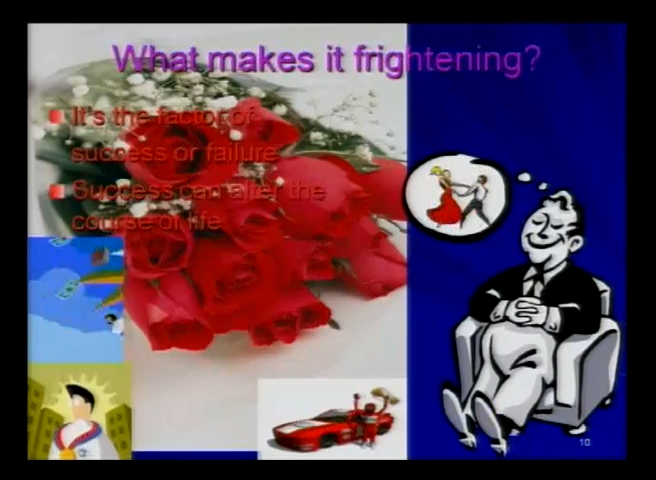 What makes it frightening?
It's the factor of
success or failure
Success can alter the
course of life
10